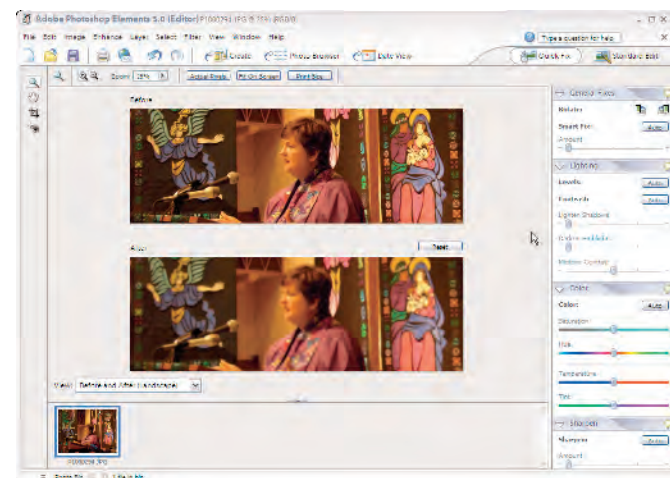 Adobe Photoshop Elements 5.0 (Editor)
File Edit Image Enhance Layer Select Filter View Window Help
Type a question for help
Create Photo Browser Date View
Quick Fix Standard Edit
Zoom: Actual Pixels Fit On Screen Print Size
Before
After
Reset
View: Before and After (Landscape)
General Fixes
Rotate:
Smart Fix: Auto
Amount
Lighting
Levels: Auto
Contrast: Auto
Lighten Shadows
Darken Highlights
Midtone Contrast
Color
Color: Auto
Saturation
Hue
Temperature
Tint
Sharpen
Sharpen: Auto
Amount